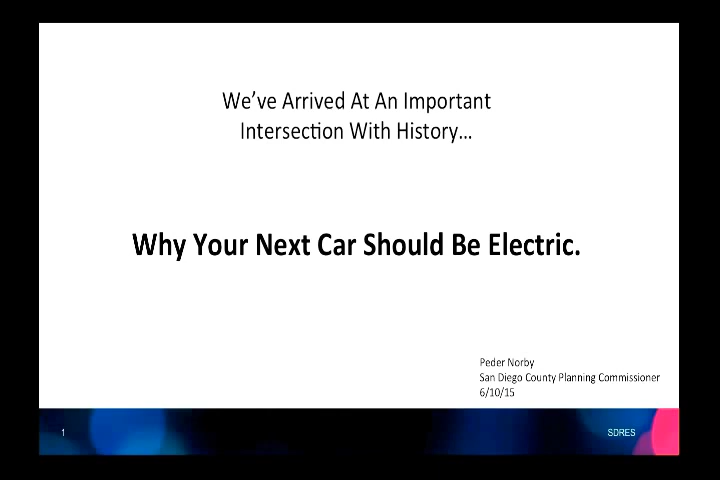 We've Arrived At An Important
Intersection With History…
Why Your Next Car Should Be Electric.
Peder Norby
San Diego County Planning Commissioner
6/10/15
1
SDRES